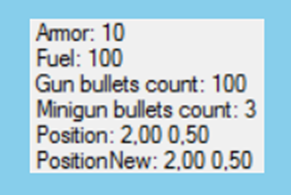 Armor: 10
Fuel: 100
Gun bullets count: 100
Minigun bullets count: 3
Position: 2,00 0,50
PositionNew: 2,00 0,50